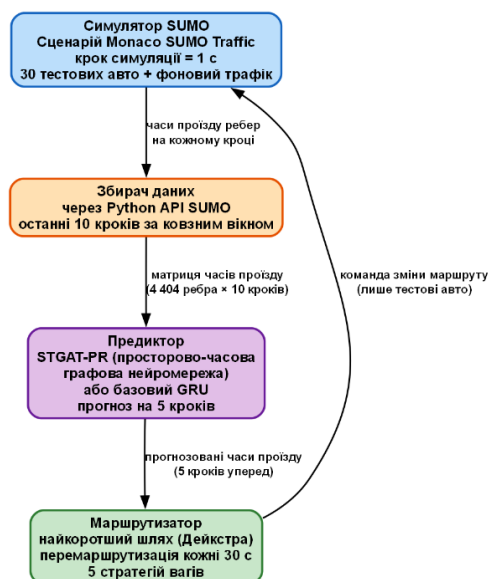 Симулятор SUMO
Сценарій Monaco SUMO Traffic
крок симуляції = 1 с
30 тестових авто + фоновий трафік
часи проїзду ребер
на кожному кроці
Збирач даних
через Python API SUMO
останні 10 кроків за ковзним вікном
матриця часів проїзду
(4 404 ребра × 10 кроків)
команда зміни маршруту
(лише тестові авто)
Предиктор
STGAT-PR (просторово-часова
графова нейромережа)
або базовий GRU
прогноз на 5 кроків
прогнозовані часи проїзду
(5 кроків уперед)
Маршрутизатор
найкоротший шлях (Дейкстра)
перемаршрутизація кожні 30 с
5 стратегій вагів